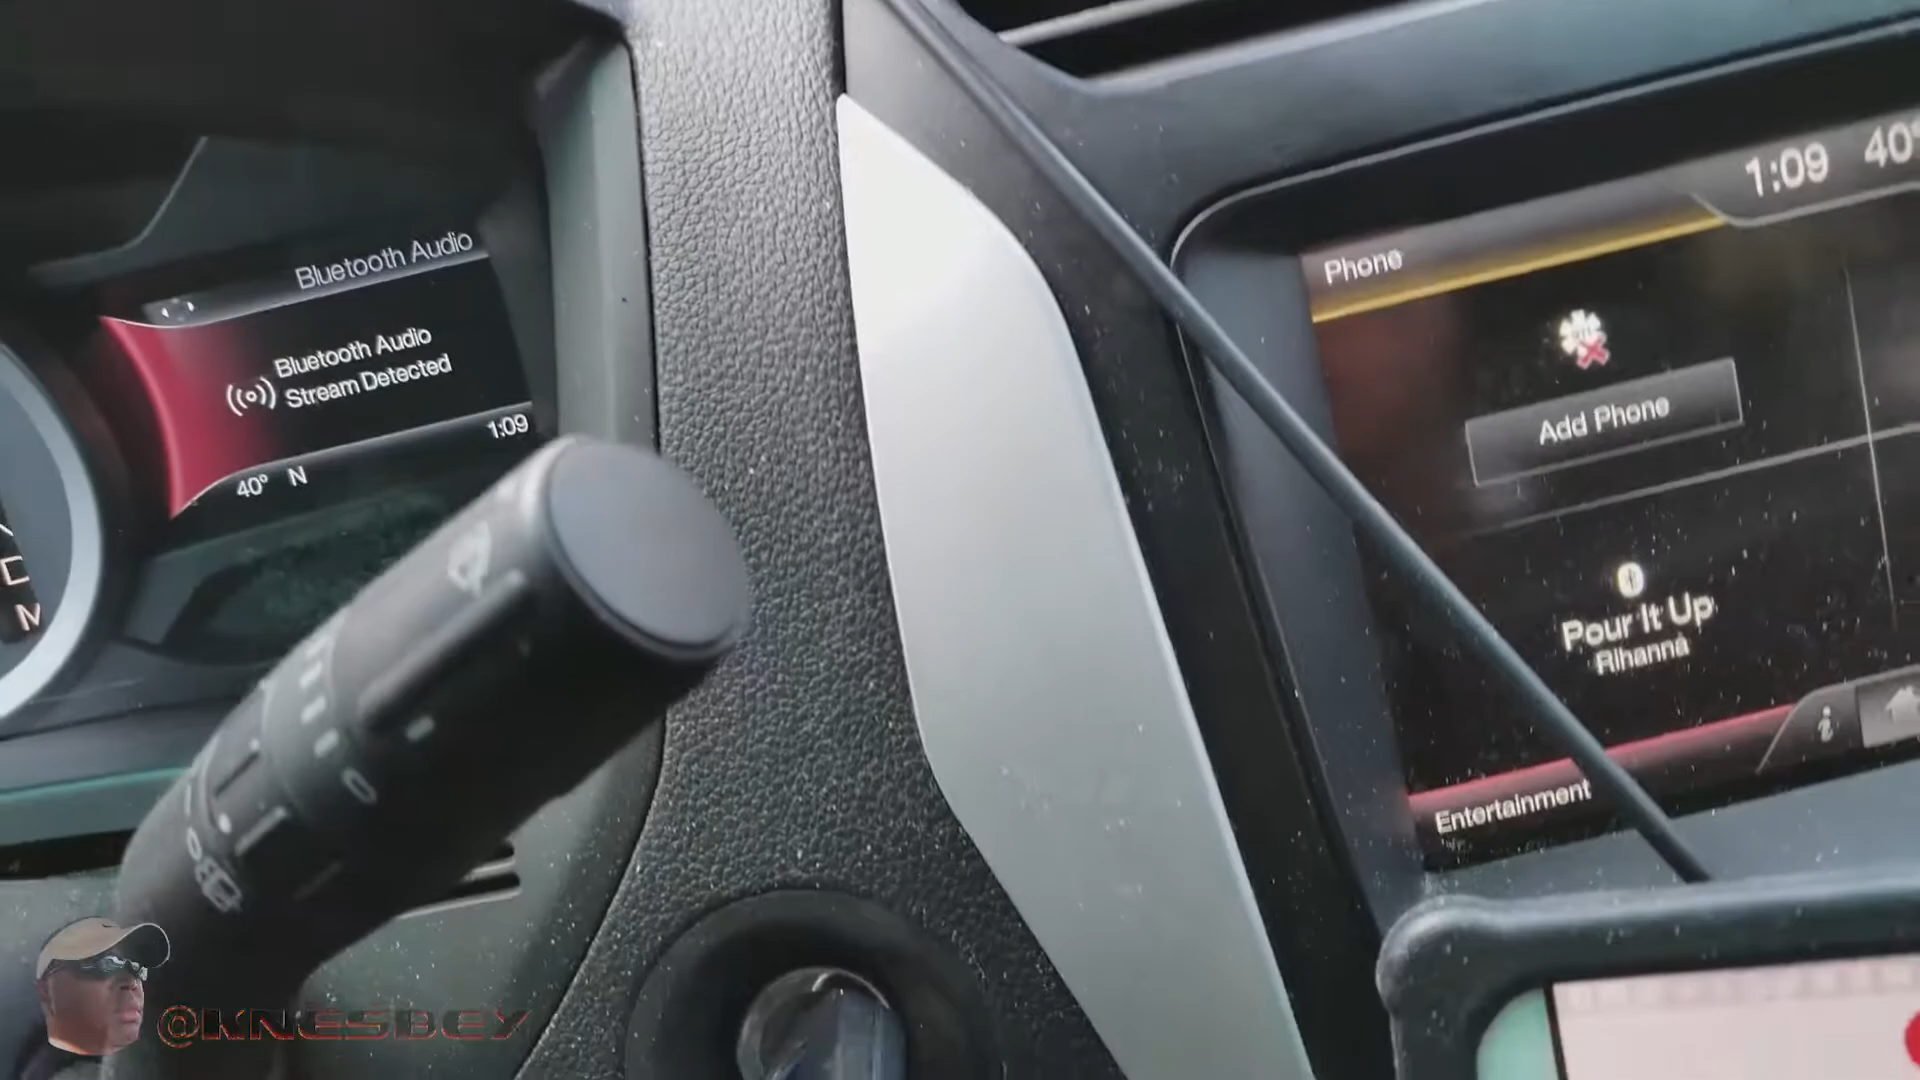 Bluetooth Audio
Bluetooth Audio
Stream Detected
1:09
40° N
M
1:09 40°
Phone
Add Phone
Pour It Up
Rihanna
Entertainment
i
@KNESBEY